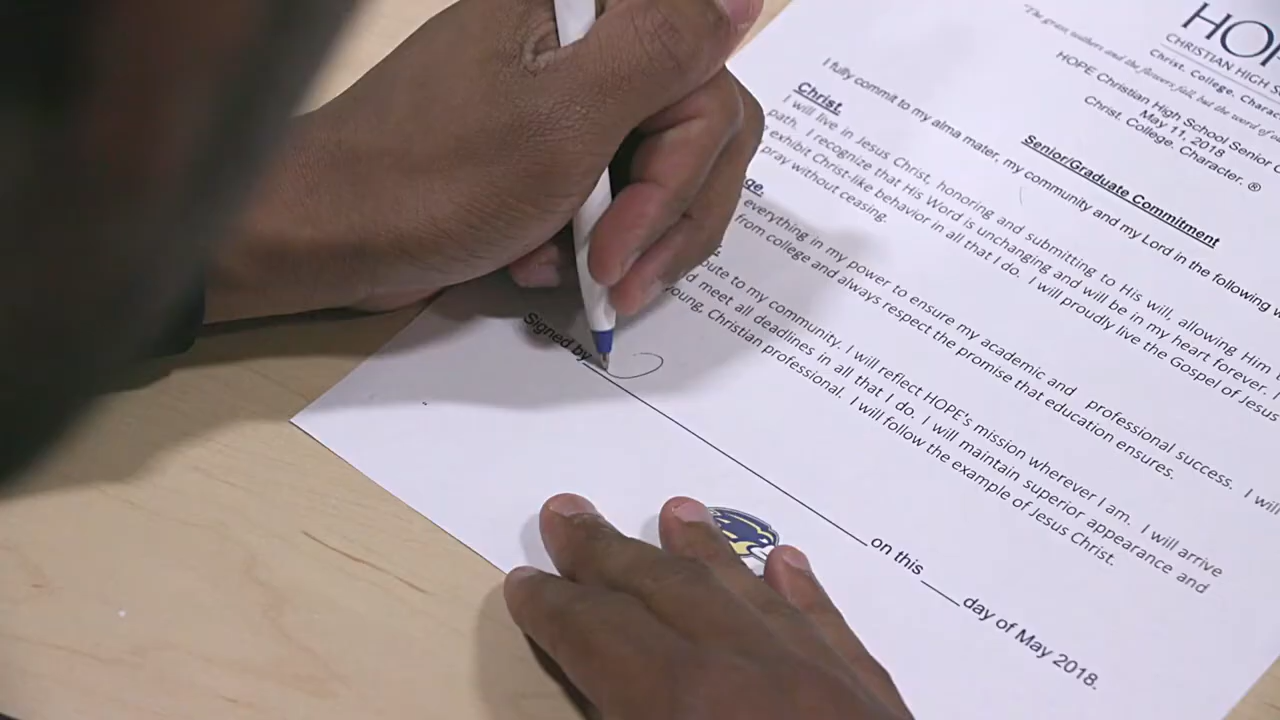 HOP
CHRISTIAN HIGH S
Christ. College. Charac
"The grass withers and the flowers fall, but the word of o
HOPE Christian High School Senior
May 11, 2018
Christ. College. Character. ®
Senior/Graduate Commitment
I fully commit to my alma mater, my community and my Lord in the following w
Christ.
I will live in Jesus Christ, honoring and submitting to His will, allowing Him t
path. I recognize that His Word is unchanging and will be in my heart forever. I
exhibit Christ-like behavior in all that I do. I will proudly live the Gospel of Jesus
pray without ceasing.
ge.
everything in my power to ensure my academic and professional success. I will
from college and always respect the promise that education ensures.
bute to my community. I will reflect HOPE's mission wherever I am. I will arrive
d meet all deadlines in all that I do. I will maintain superior appearance and
oung, Christian professional. I will follow the example of Jesus Christ.
Signed by ____ on this ____ day of May 2018.